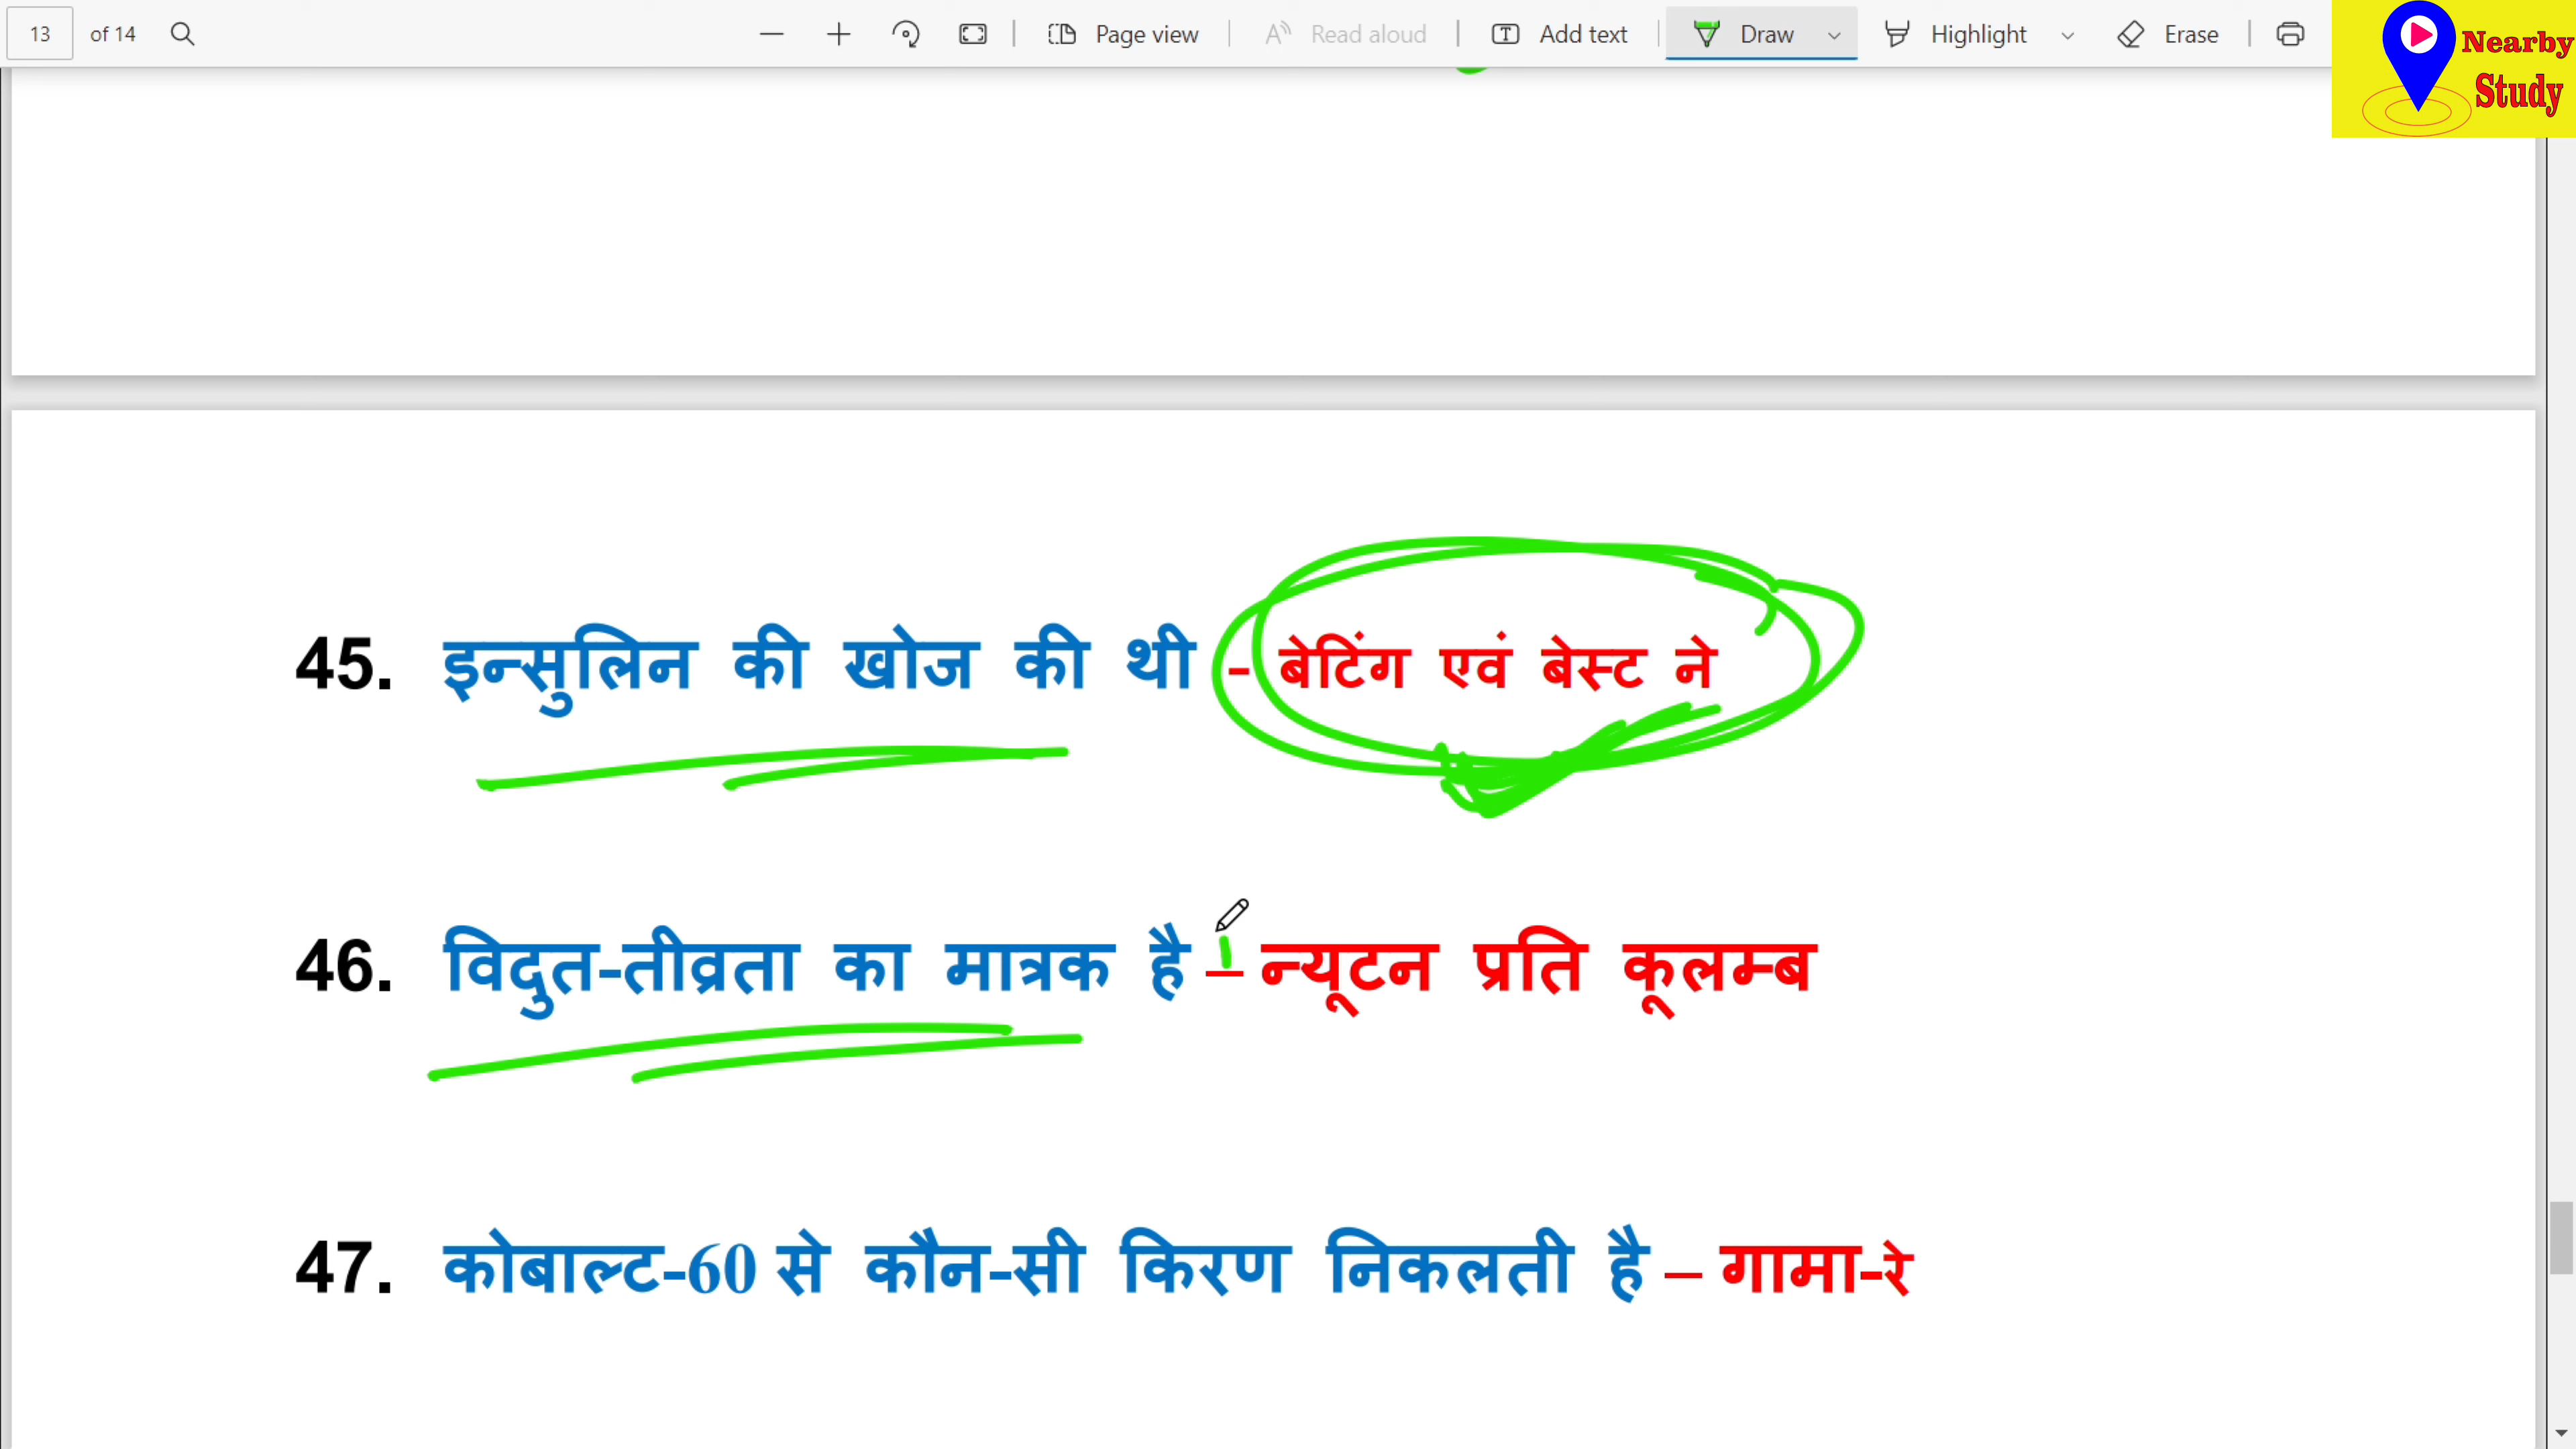 13 of 14 Page view Read aloud Add text Draw Highlight Erase
Nearby
Study
45. इन्सुलिन की खोज की थी - बेटिंग एवं बेस्ट ने
46. विदुत-तीव्रता का मात्रक है – न्यूटन प्रति कूलम्ब
47. कोबाल्ट-60 से कौन-सी किरण निकलती है – गामा-रे